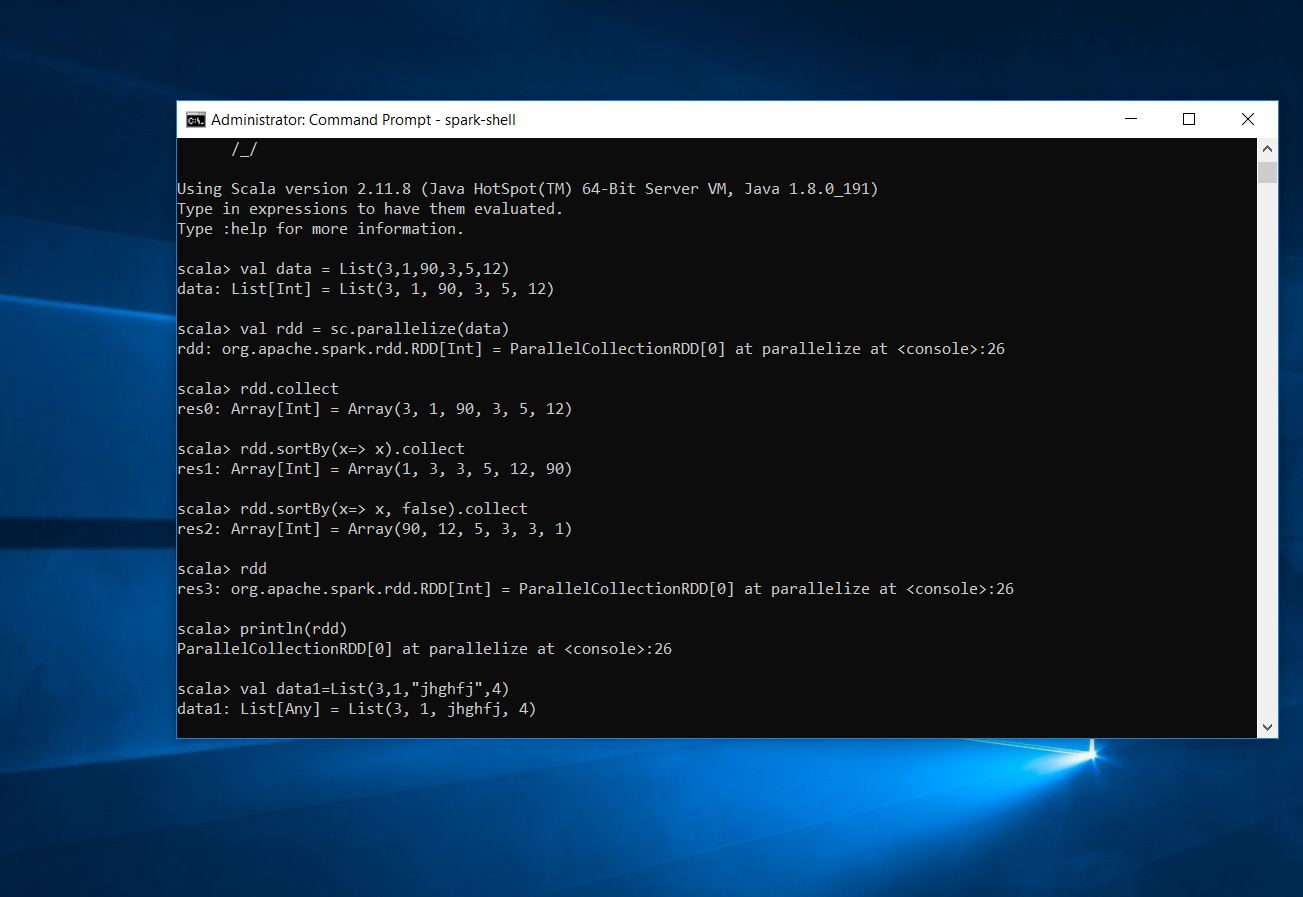 Administrator: Command Prompt - spark-shell
/_/
Using Scala version 2.11.8 (Java HotSpot(TM) 64-Bit Server VM, Java 1.8.0_191)
Type in expressions to have them evaluated.
Type :help for more information.
scala> val data = List(3,1,90,3,5,12)
data: List[Int] = List(3, 1, 90, 3, 5, 12)
scala> val rdd = sc.parallelize(data)
rdd: org.apache.spark.rdd.RDD[Int] = ParallelCollectionRDD[0] at parallelize at <console>:26
scala> rdd.collect
res0: Array[Int] = Array(3, 1, 90, 3, 5, 12)
scala> rdd.sortBy(x=> x).collect
res1: Array[Int] = Array(1, 3, 3, 5, 12, 90)
scala> rdd.sortBy(x=> x, false).collect
res2: Array[Int] = Array(90, 12, 5, 3, 3, 1)
scala> rdd
res3: org.apache.spark.rdd.RDD[Int] = ParallelCollectionRDD[0] at parallelize at <console>:26
scala> println(rdd)
ParallelCollectionRDD[0] at parallelize at <console>:26
scala> val data1=List(3,1,"jhghfj",4)
data1: List[Any] = List(3, 1, jhghfj, 4)